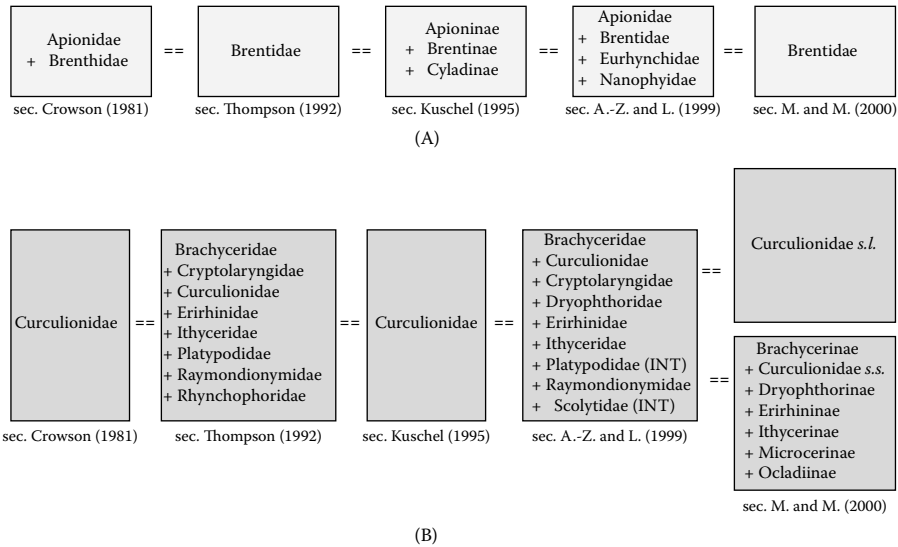 Apionidae
+ Brenthidae
==
Brentidae
==
Apioninae
+ Brentinae
+ Cyladinae
==
Apionidae
+ Brentidae
+ Eurhynchidae
+ Nanophyidae
==
Brentidae
sec. Crowson (1981)
sec. Thompson (1992)
sec. Kuschel (1995)
sec. A.-Z. and L. (1999)
sec. M. and M. (2000)
(A)
Curculionidae
==
Brachyceridae
+ Cryptolaryngidae
+ Curculionidae
+ Erirhinidae
+ Ithyceridae
+ Platypodidae
+ Raymondionymidae
+ Rhynchophoridae
==
Curculionidae
==
Brachyceridae
+ Curculionidae
+ Cryptolaryngidae
+ Dryophthoridae
+ Erirhinidae
+ Ithyceridae
+ Platypodidae (INT)
+ Raymondionymidae
+ Scolytidae (INT)
==
Curculionidae s.l.
==
Brachycerinae
+ Curculionidae s.s.
+ Dryophthorinae
+ Erirhininae
+ Ithycerinae
+ Microcerinae
+ Ocladiinae
sec. Crowson (1981)
sec. Thompson (1992)
sec. Kuschel (1995)
sec. A.-Z. and L. (1999)
sec. M. and M. (2000)
(B)